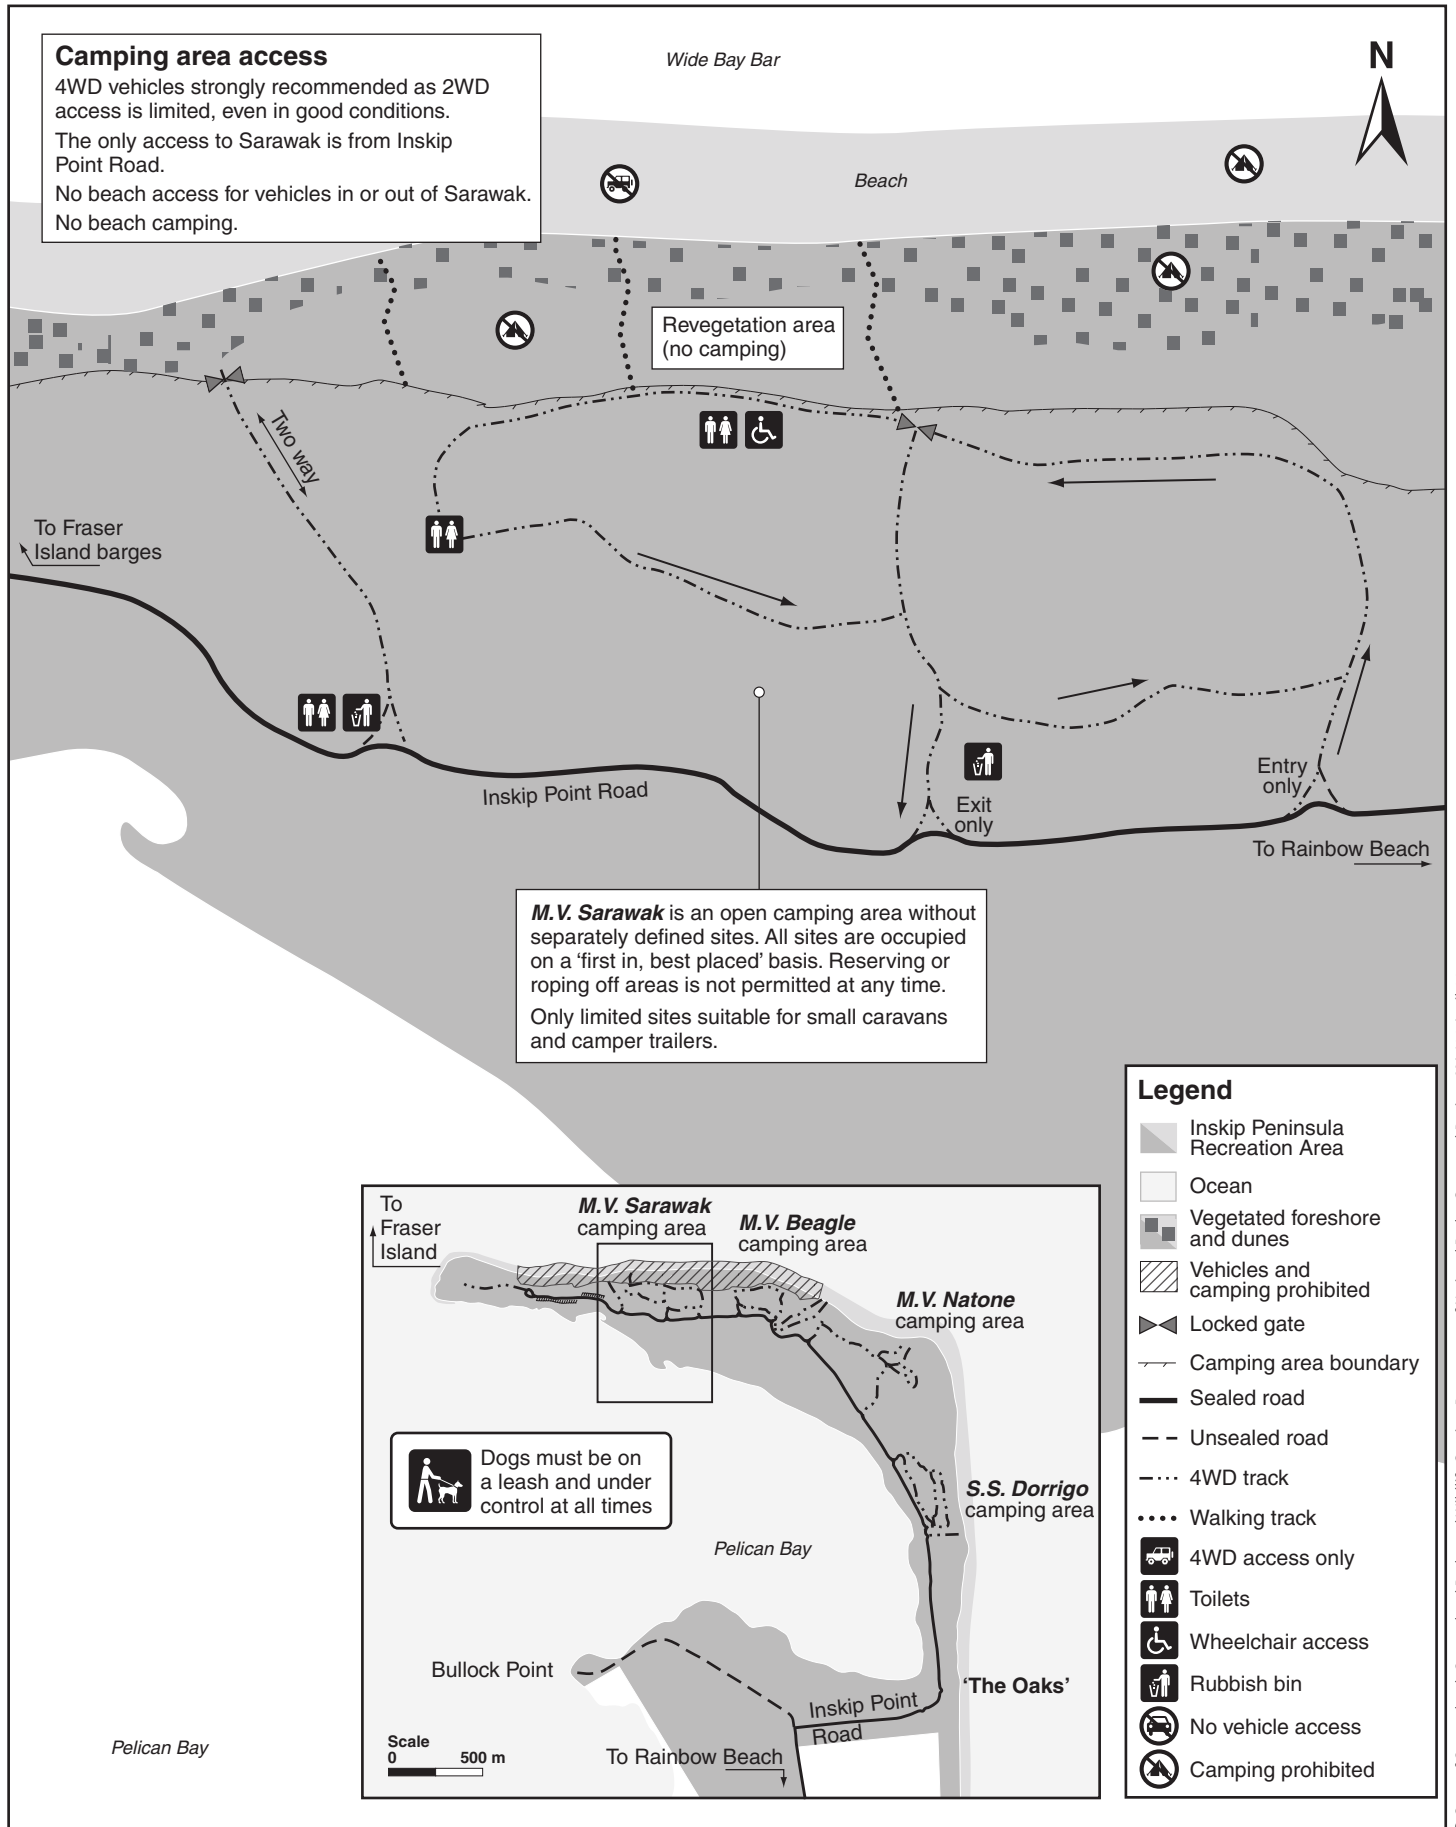 Camping area access
4WD vehicles strongly recommended as 2WD
access is limited, even in good conditions.
The only access to Sarawak is from Inskip
Point Road.
No beach access for vehicles in or out of Sarawak.
No beach camping.
Wide Bay Bar
N
Beach
Revegetation area
(no camping)
Two way
To Fraser
Island barges
Inskip Point Road
Entry
only
Exit
only
To Rainbow Beach
M.V. Sarawak is an open camping area without
separately defined sites. All sites are occupied
on a ‘first in, best placed’ basis. Reserving or
roping off areas is not permitted at any time.
Only limited sites suitable for small caravans
and camper trailers.
To
Fraser
Island
M.V. Sarawak
camping area
M.V. Beagle
camping area
M.V. Natone
camping area
Dogs must be on
a leash and under
control at all times
S.S. Dorrigo
camping area
Pelican Bay
Bullock Point
‘The Oaks’
Inskip Point
Road
To Rainbow Beach
Scale
0 500 m
Pelican Bay
Legend
Inskip Peninsula
Recreation Area
Ocean
Vegetated foreshore
and dunes
Vehicles and
camping prohibited
Locked gate
Camping area boundary
Sealed road
Unsealed road
4WD track
Walking track
4WD access only
Toilets
Wheelchair access
Rubbish bin
No vehicle access
Camping prohibited